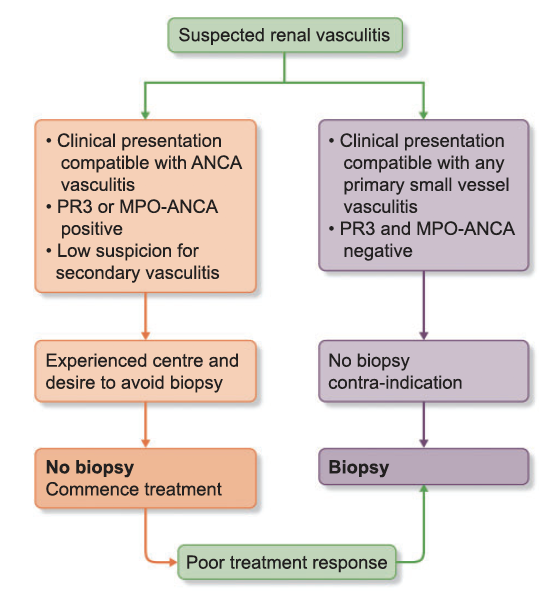 Suspected renal vasculitis
• Clinical presentation
compatible with ANCA
vasculitis
• PR3 or MPO-ANCA
positive
• Low suspicion for
secondary vasculitis
• Clinical presentation
compatible with any
primary small vessel
vasculitis
• PR3 and MPO-ANCA
negative
Experienced centre and
desire to avoid biopsy
No biopsy
contra-indication
No biopsy
Commence treatment
Biopsy
Poor treatment response